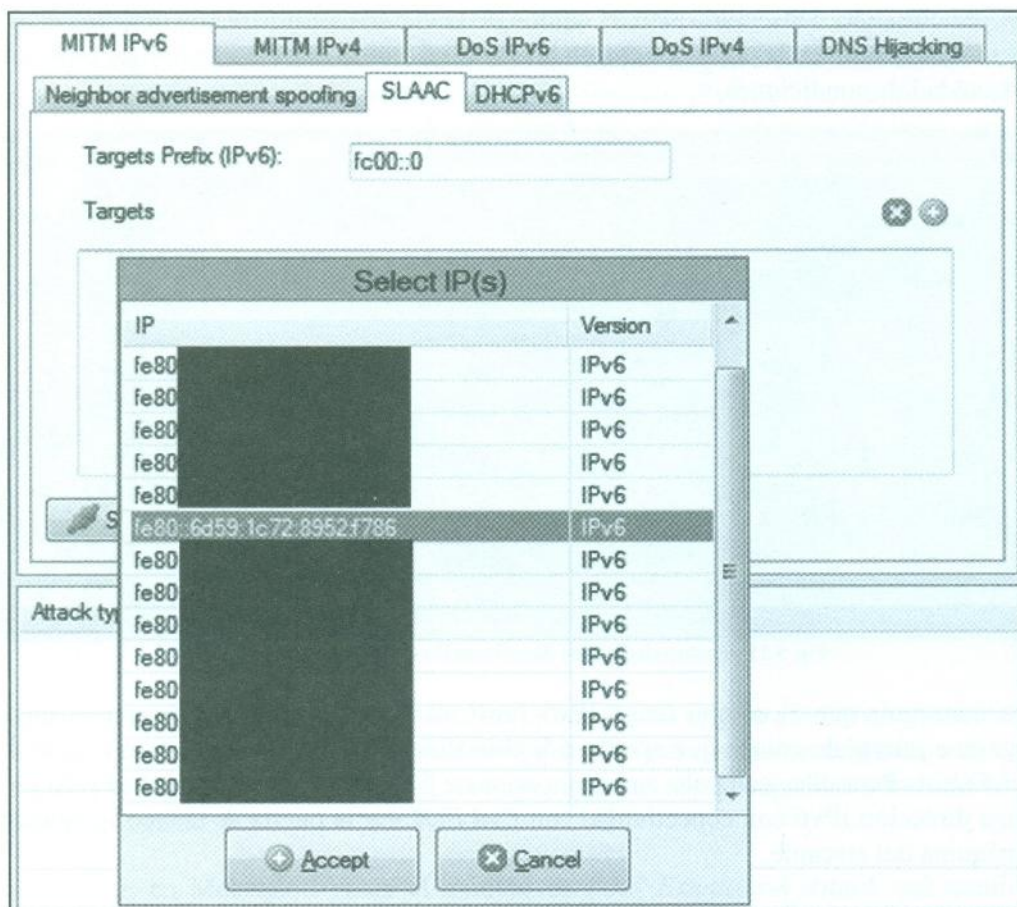 MITM IPv6 MITM IPv4 DoS IPv6 DoS IPv4 DNS Hijacking
Neighbor advertisement spoofing SLAAC DHCPv6
Targets Prefix (IPv6): fc00::0
Targets
Select IP(s)
IP Version
fe80 IPv6
fe80 IPv6
fe80 IPv6
fe80 IPv6
fe80 IPv6
S
fe80::6d59:1c72:8952:f786 IPv6
fe80 IPv6
fe80 IPv6
fe80 IPv6
fe80 IPv6
fe80 IPv6
fe80 IPv6
fe80 IPv6
fe80 IPv6
Attack ty
Accept Cancel